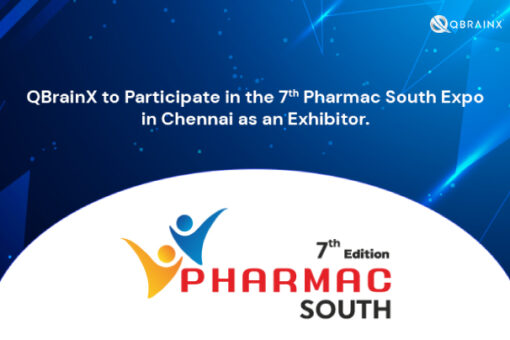 QBRAINX
QBrainX to Participate in the 7th Pharmac South Expo
in Chennai as an Exhibitor.
7th Edition
PHARMAC
SOUTH